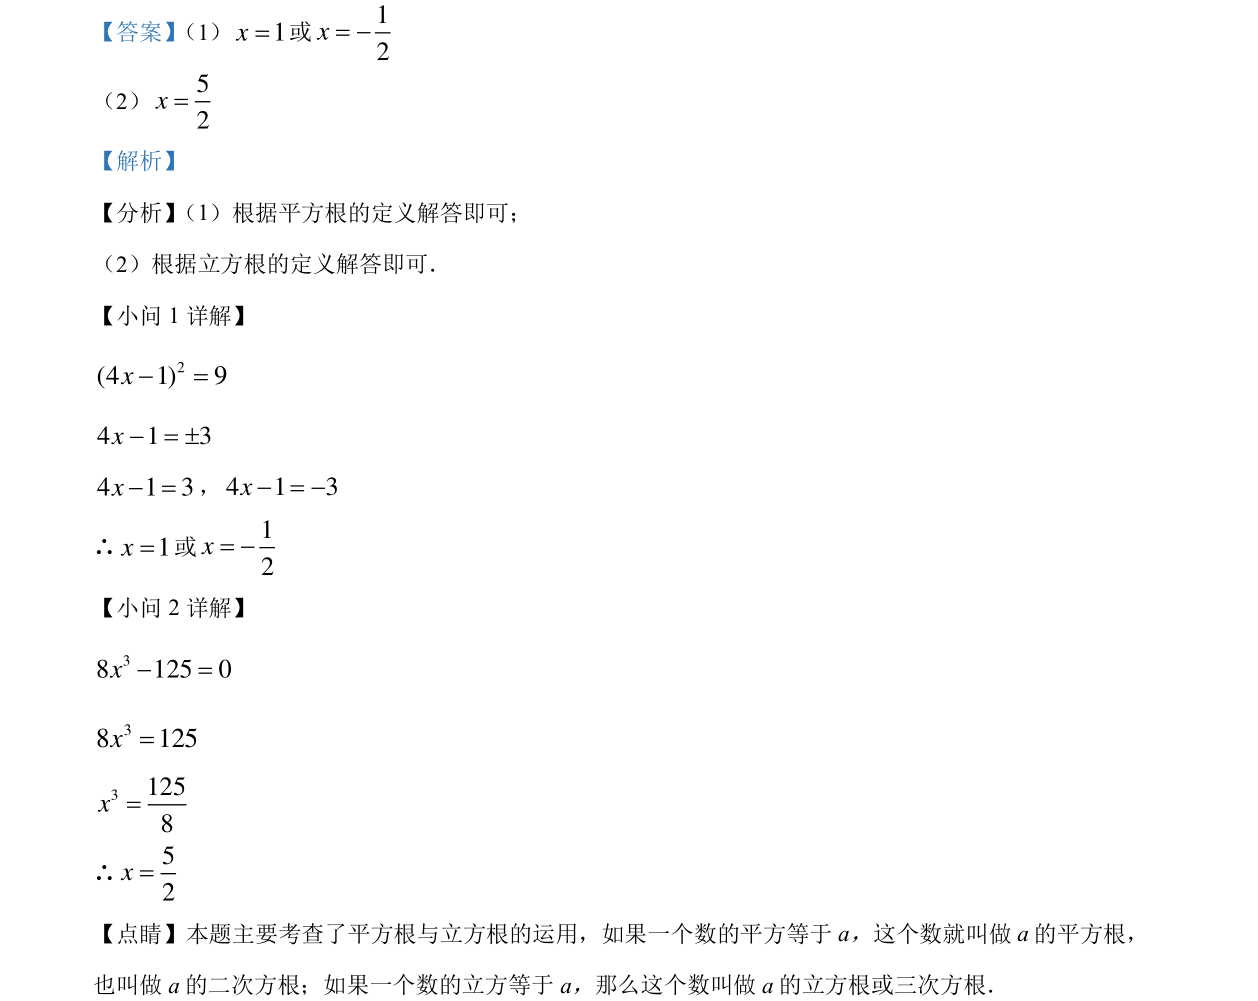 【答案】（1）x=1或x=-1/2
（2）x=5/2
【解析】
【分析】（1）根据平方根的定义解答即可；
（2）根据立方根的定义解答即可．
【小问 1 详解】
(4x-1)²=9
4x-1=±3
4x-1=3，4x-1=-3
∴x=1或x=-1/2
【小问 2 详解】
8x³-125=0
8x³=125
x³=125/8
∴x=5/2
【点睛】本题主要考查了平方根与立方根的运用，如果一个数的平方等于 a，这个数就叫做 a 的平方根，
也叫做 a 的二次方根；如果一个数的立方等于 a，那么这个数叫做 a 的立方根或三次方根．